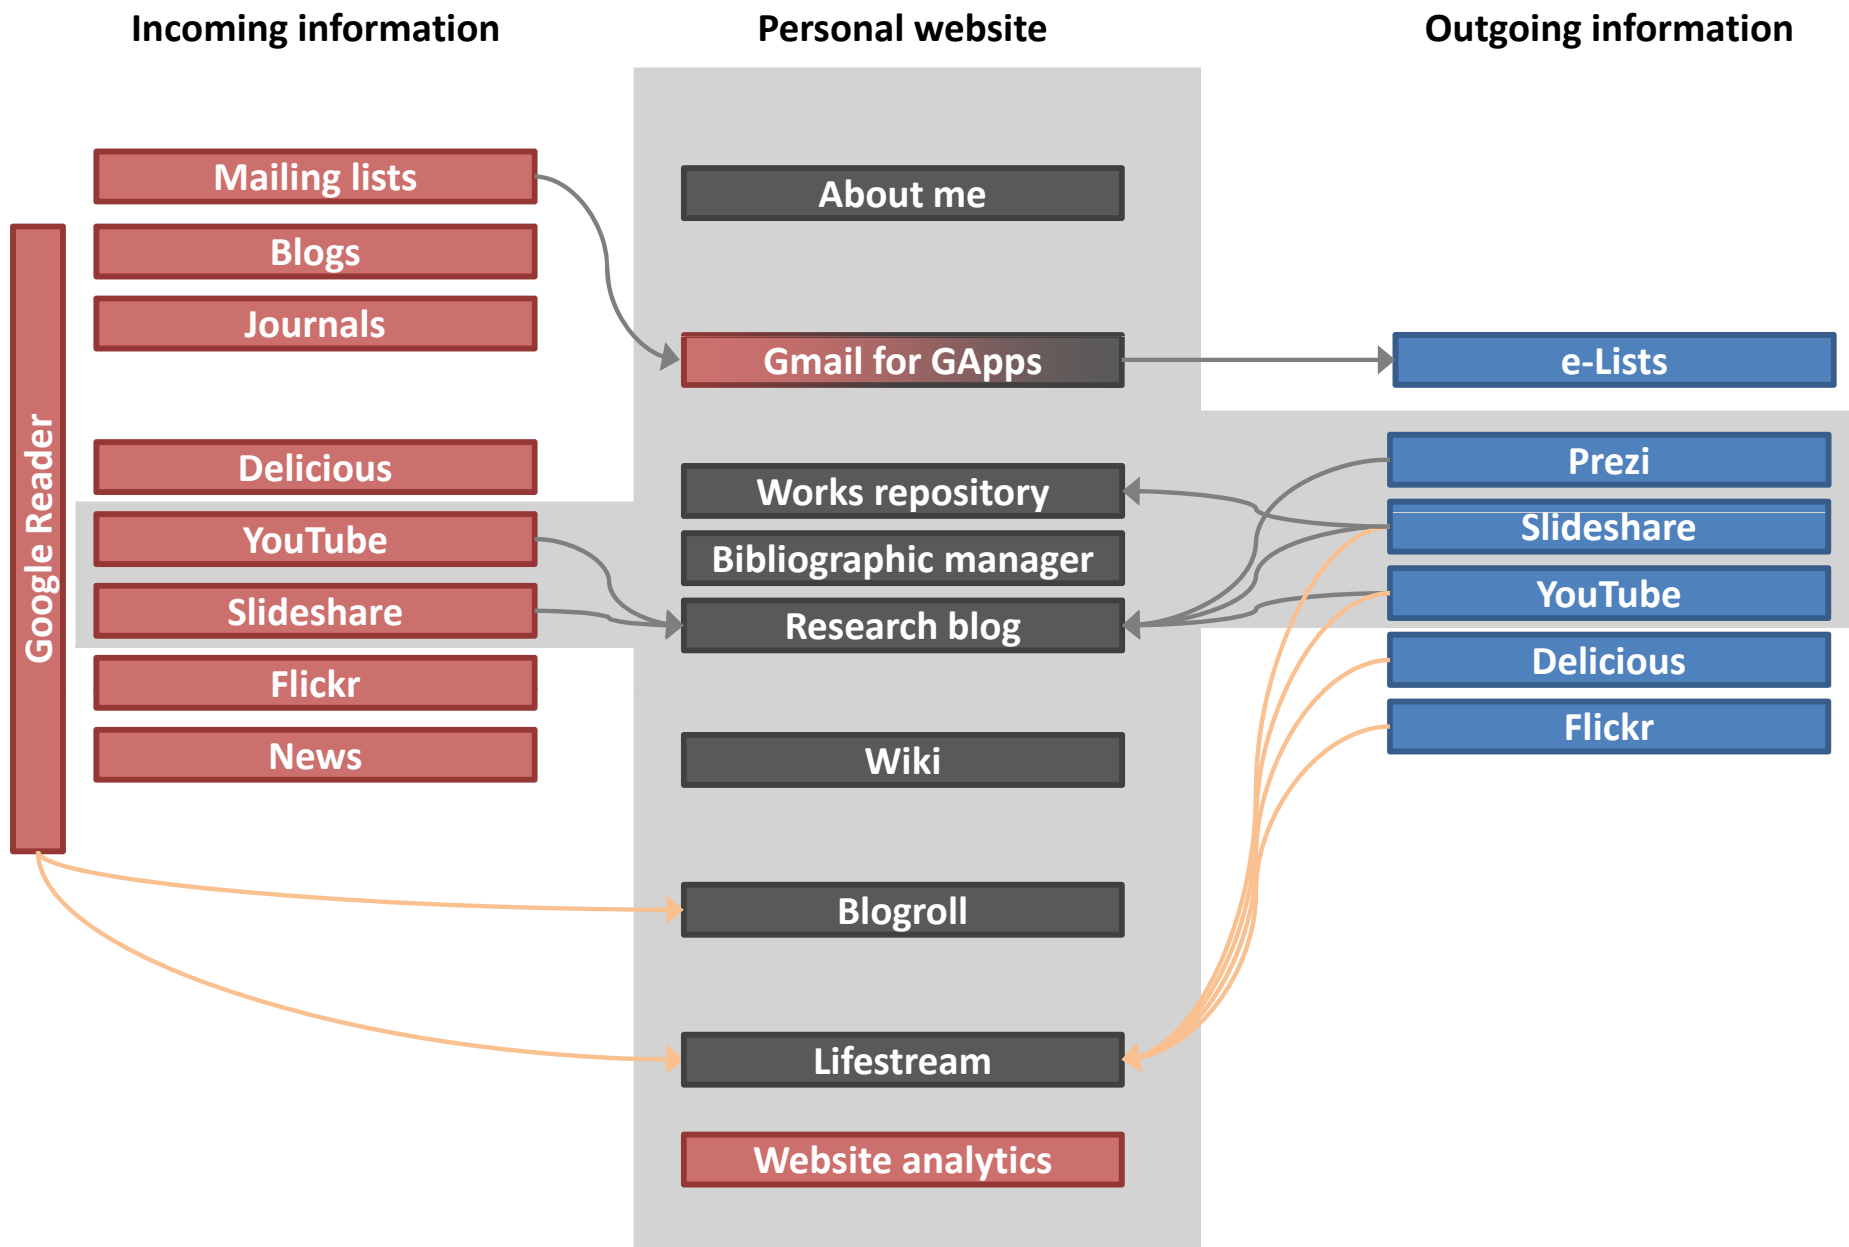 Incoming information
Personal website
Outgoing information
Google Reader
Mailing lists
Blogs
Journals
Delicious
YouTube
Slideshare
Flickr
News
About me
Gmail for GApps
Works repository
Bibliographic manager
Research blog
Wiki
Blogroll
Lifestream
Website analytics
e-Lists
Prezi
Slideshare
YouTube
Delicious
Flickr